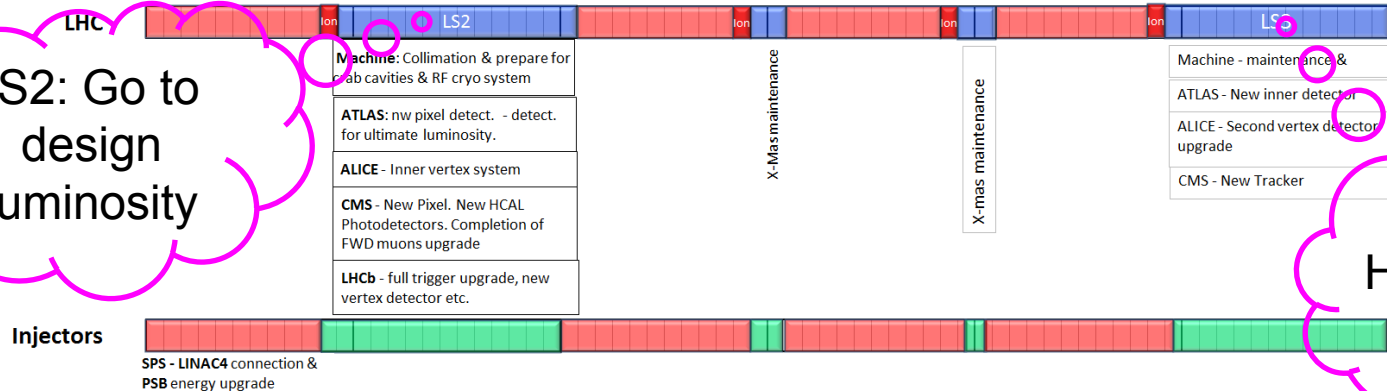 LHC
Ion
LS2
Ion
Ion
Ion
LS3
S2: Go to
design
uminosity
Machine: Collimation & prepare for
crab cavities & RF cryo system
ATLAS: nw pixel detect. - detect.
for ultimate luminosity.
ALICE - Inner vertex system
CMS - New Pixel. New HCAL
Photodetectors. Completion of
FWD muons upgrade
LHCb - full trigger upgrade, new
vertex detector etc.
X-Mas maintenance
X-mas maintenance
Machine - maintenance &
ATLAS - New inner detector
ALICE - Second vertex detector
upgrade
CMS - New Tracker
H
Injectors
SPS - LINAC4 connection &
PSB energy upgrade